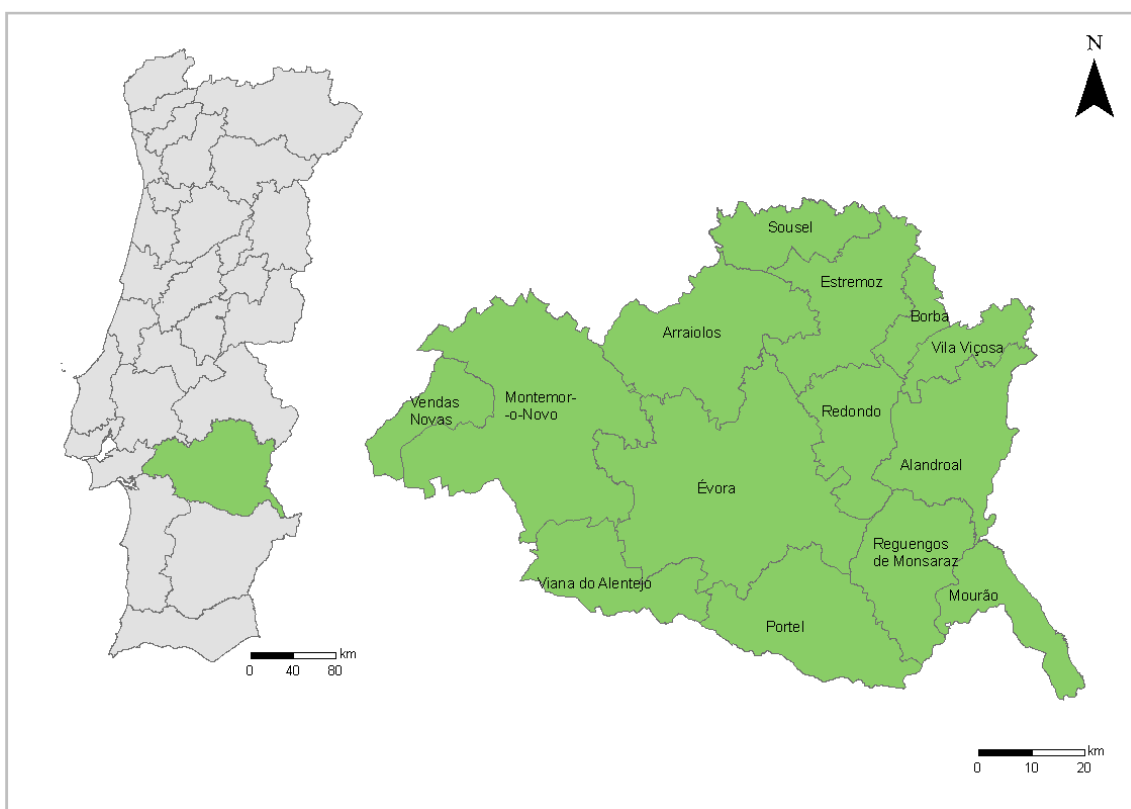 N
Sousel
Estremoz
Borba
Arraiolos
Vila Viçosa
Vendas
Novas
Montemor-
-o-Novo
Redondo
Alandroal
Évora
Reguengos
de Monsaraz
Viana do Alentejo
Mourão
Portel
km
0 40 80
km
0 10 20